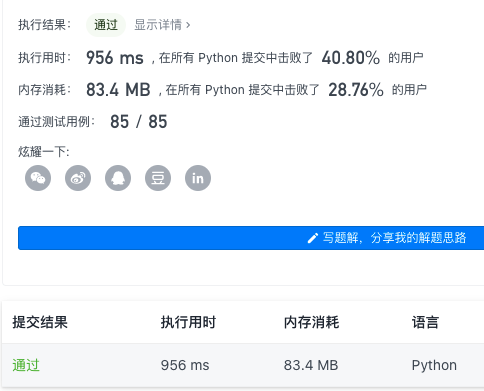 执行结果： 通过 显示详情 ›
执行用时： 956 ms , 在所有 Python 提交中击败了 40.80% 的用户
内存消耗： 83.4 MB , 在所有 Python 提交中击败了 28.76% 的用户
通过测试用例： 85 / 85
炫耀一下:
豆 in
写题解，分享我的解题思路
提交结果 执行用时 内存消耗 语言
通过 956 ms 83.4 MB Python